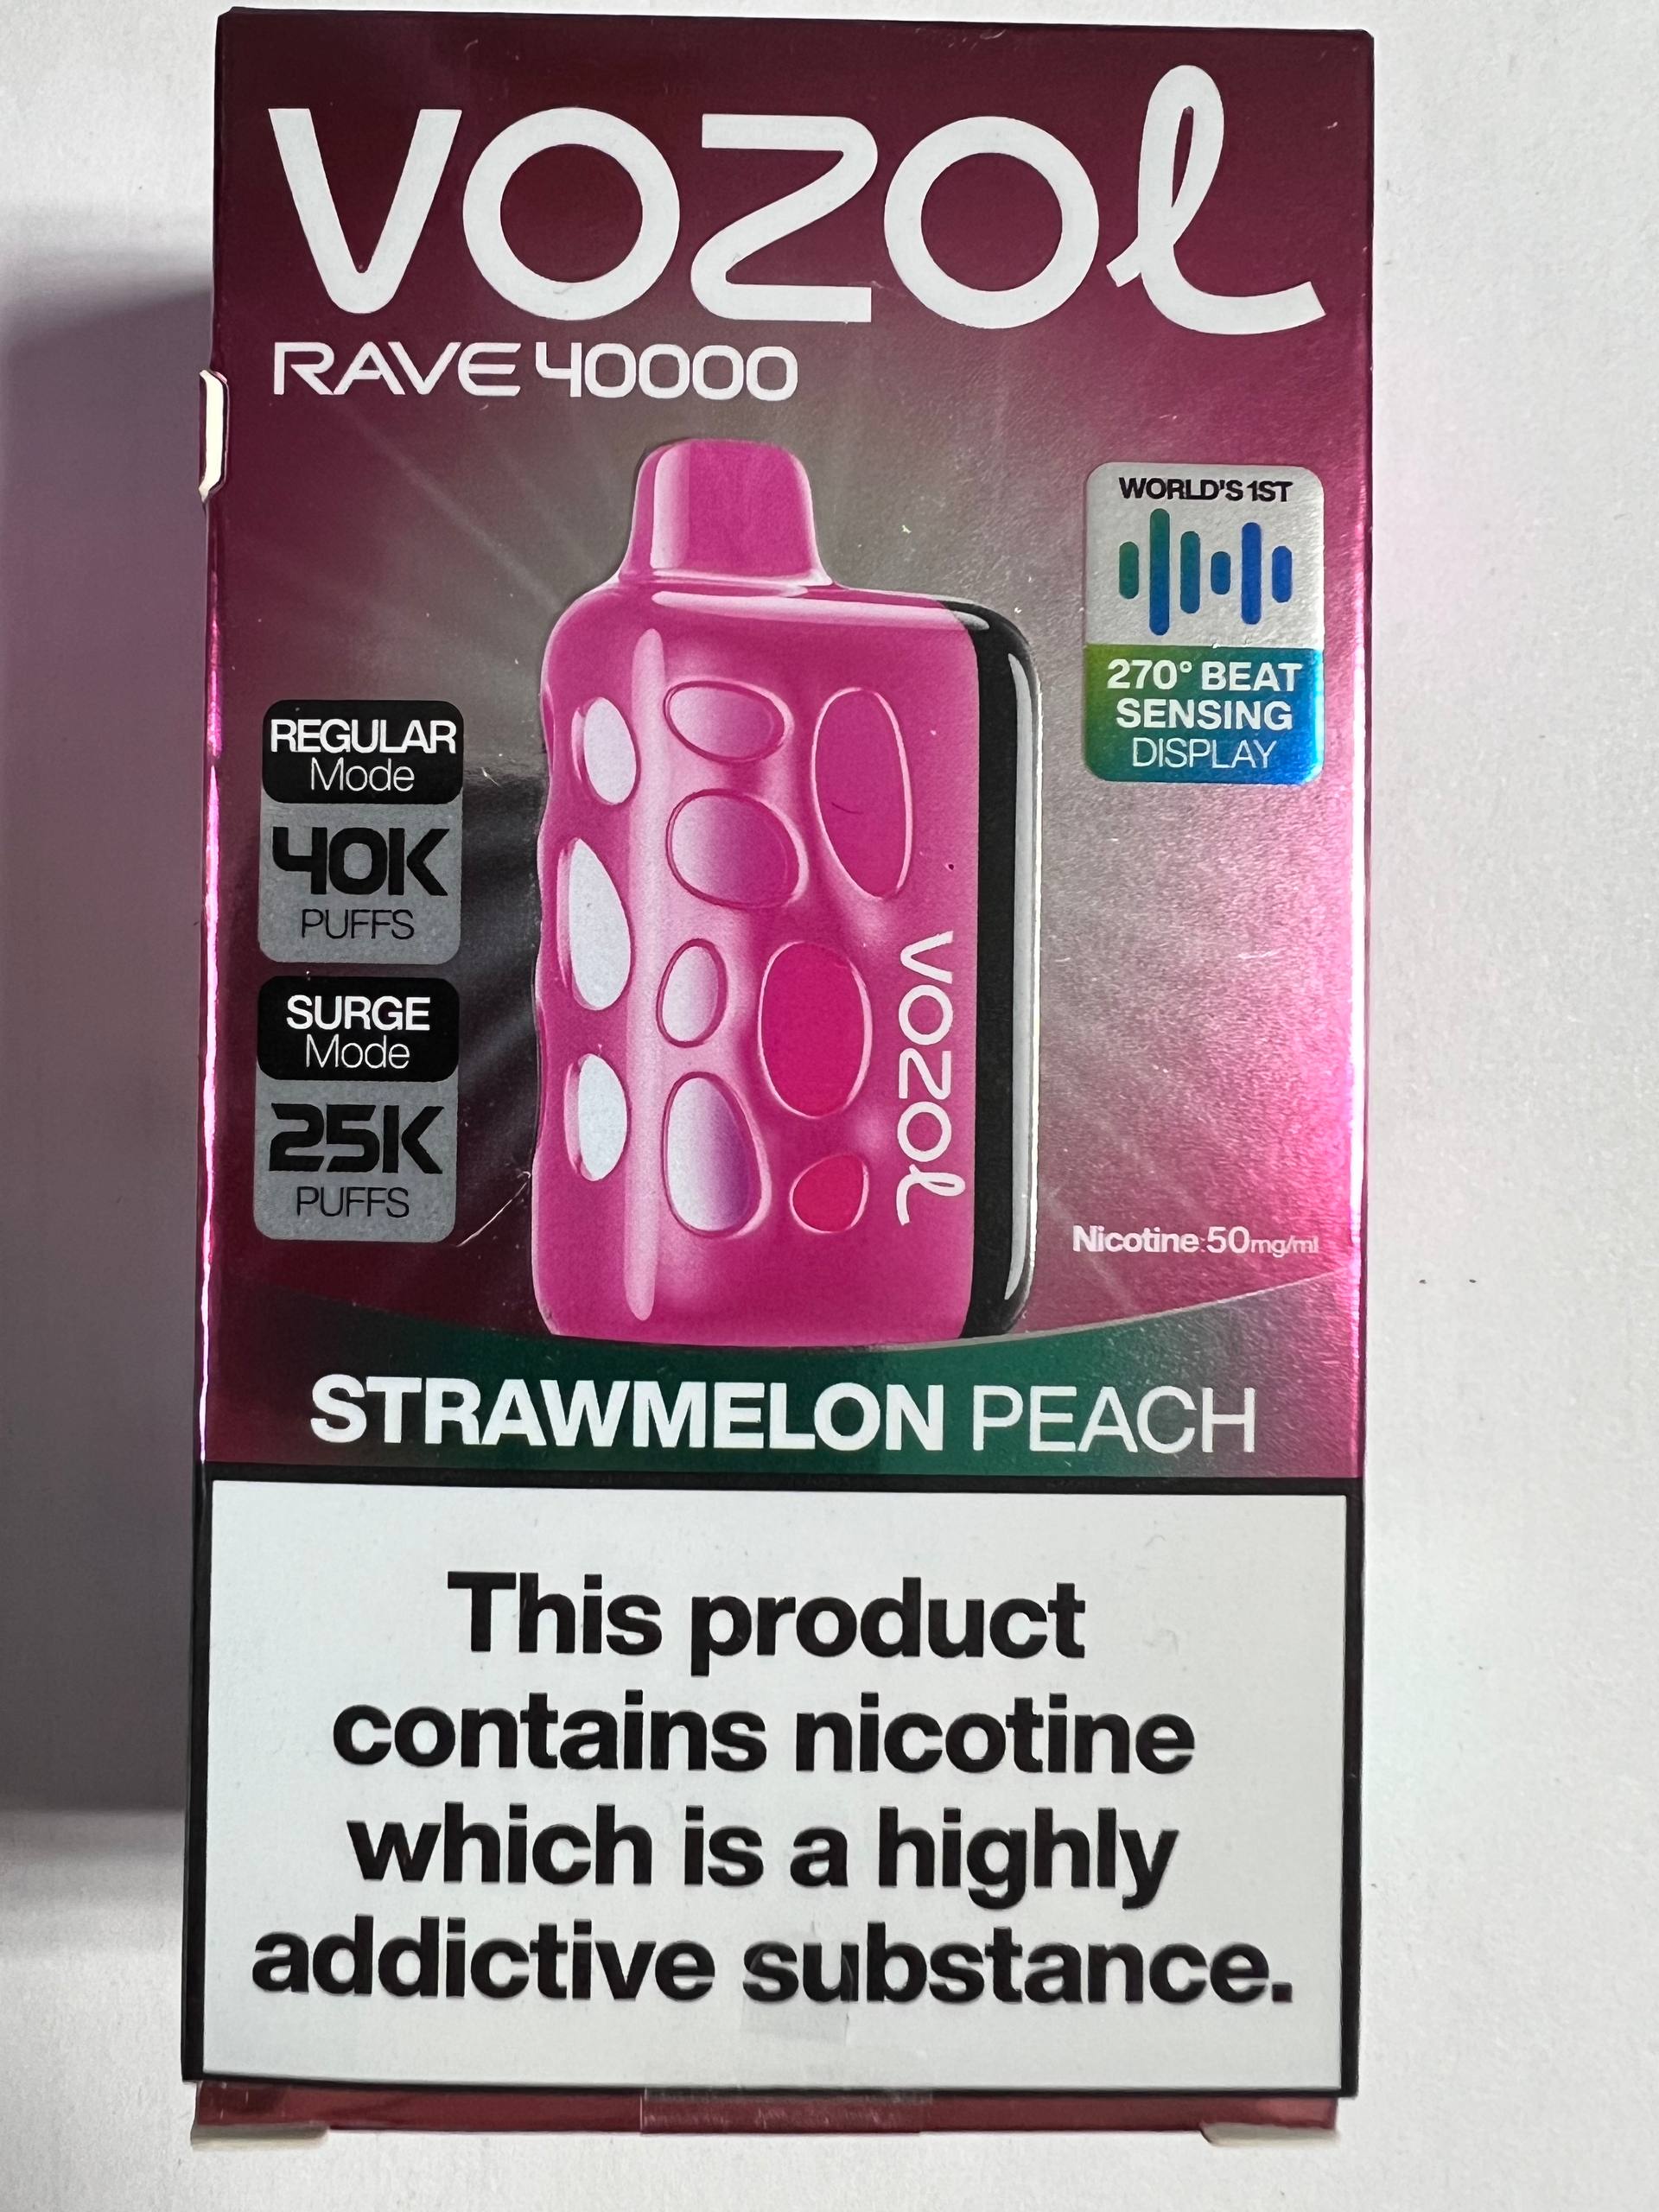 VOZOL
RAVE 40000
WORLD'S 1ST
270° BEAT
SENSING
DISPLAY
REGULAR
Mode
40K
PUFFS
SURGE
Mode
25K
PUFFS
VOZOL
Nicotine:50mg/ml
STRAWMELON PEACH
This product
contains nicotine
which is a highly
addictive substance.